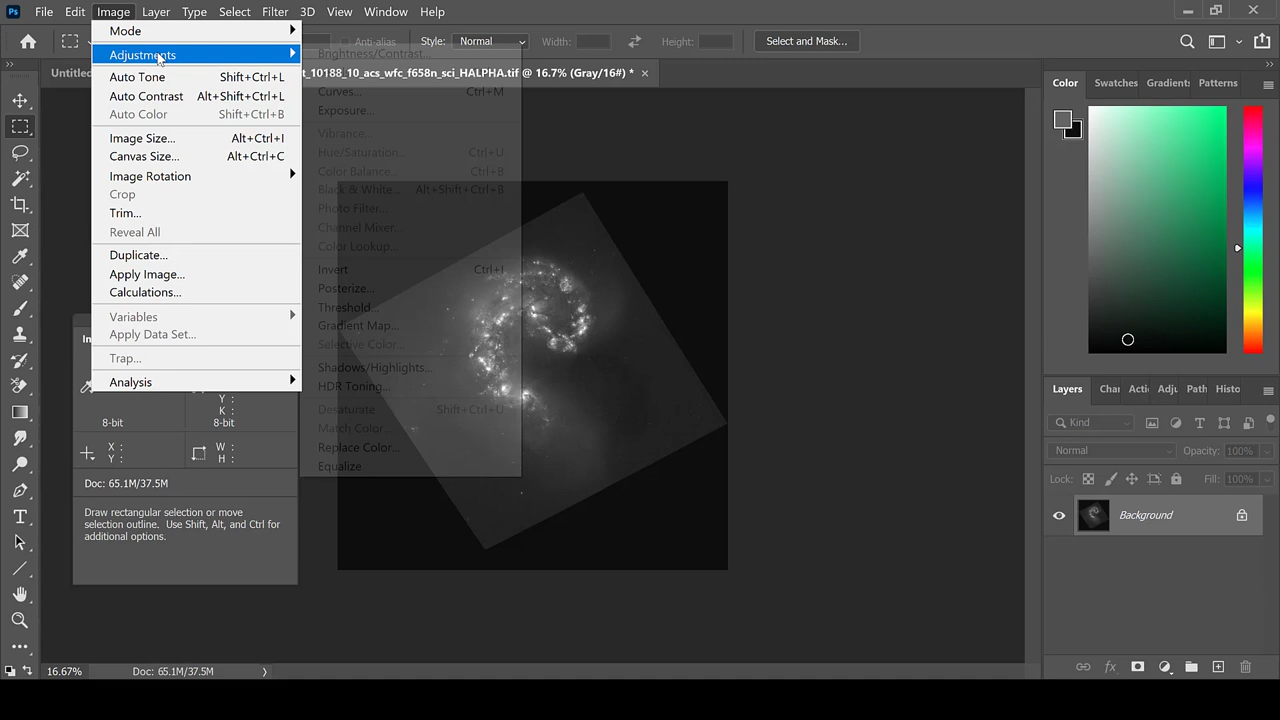 Ps File Edit Image Layer Type Select Filter 3D View Window Help
Anti-alias Style: Normal Width: Height: Select and Mask...
Mode
Adjustments
Auto Tone Shift+Ctrl+L
Auto Contrast Alt+Shift+Ctrl+L
Auto Color Shift+Ctrl+B
Image Size... Alt+Ctrl+I
Canvas Size... Alt+Ctrl+C
Image Rotation
Crop
Trim...
Reveal All
Duplicate...
Apply Image...
Calculations...
Variables
Apply Data Set...
Trap...
Analysis
Brightness/Contrast...
Curves... Ctrl+M
Exposure...
Vibrance...
Hue/Saturation... Ctrl+U
Color Balance... Ctrl+B
Black & White... Alt+Shift+Ctrl+B
Photo Filter...
Channel Mixer...
Color Lookup...
Invert Ctrl+I
Posterize...
Threshold...
Gradient Map...
Selective Color...
Shadows/Highlights...
HDR Toning...
Desaturate Shift+Ctrl+U
Match Color...
Replace Color...
Equalize
t_10188_10_acs_wfc_f658n_sci_HALPHA.tif @ 16.7% (Gray/16#) *
Y :
K :
8-bit 8-bit
X : W :
Y : H :
Doc: 65.1M/37.5M
Draw rectangular selection or move
selection outline. Use Shift, Alt, and Ctrl for
additional options.
16.67% Doc: 65.1M/37.5M
Color Swatches Gradients Patterns
Layers Cha Acti Adju Path Histo
Kind
Normal Opacity: 100%
Lock: Fill: 100%
Background